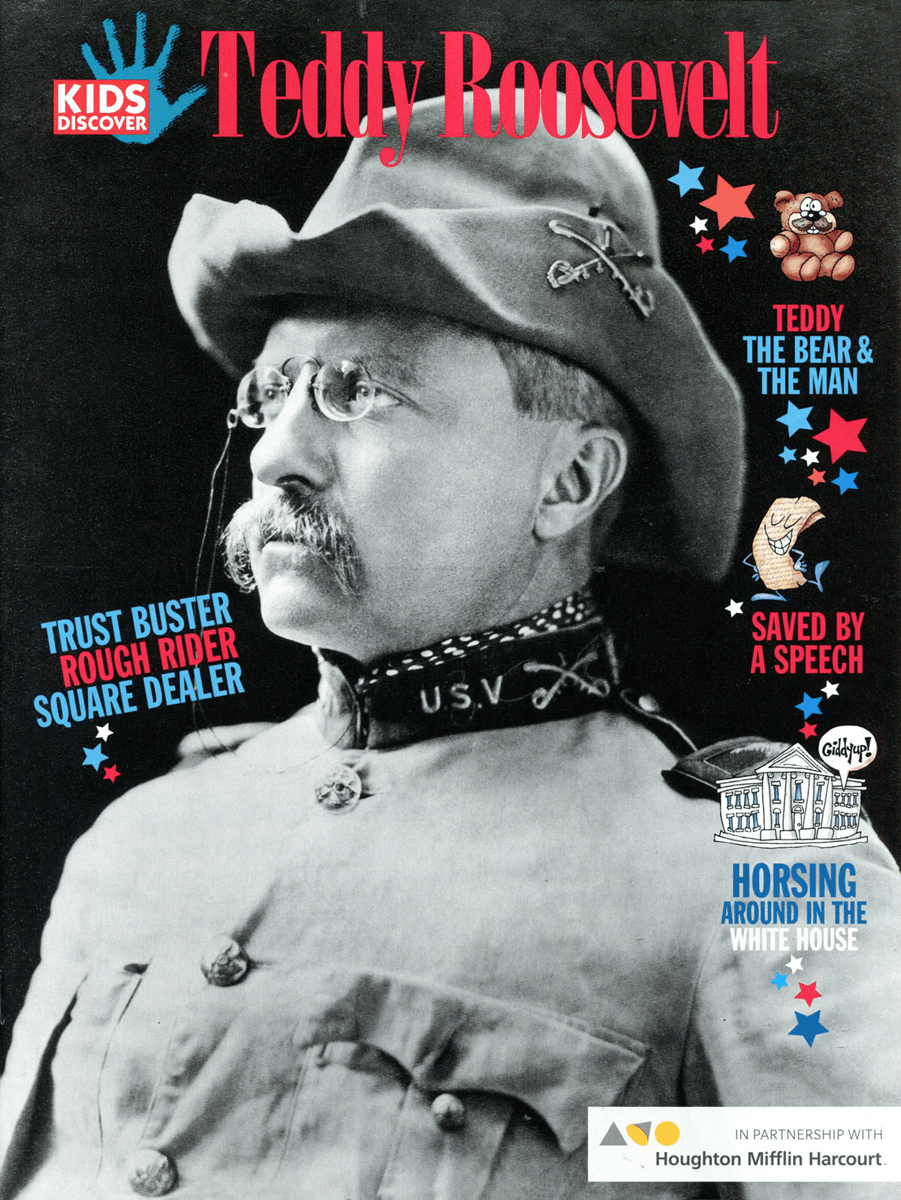 KIDS
DISCOVER
Teddy Roosevelt
TEDDY
THE BEAR &
THE MAN
SAVED BY
A SPEECH
TRUST BUSTER
ROUGH RIDER
SQUARE DEALER
U.S.V
Giddyup!
HORSING
AROUND IN THE
WHITE HOUSE
IN PARTNERSHIP WITH
Houghton Mifflin Harcourt™